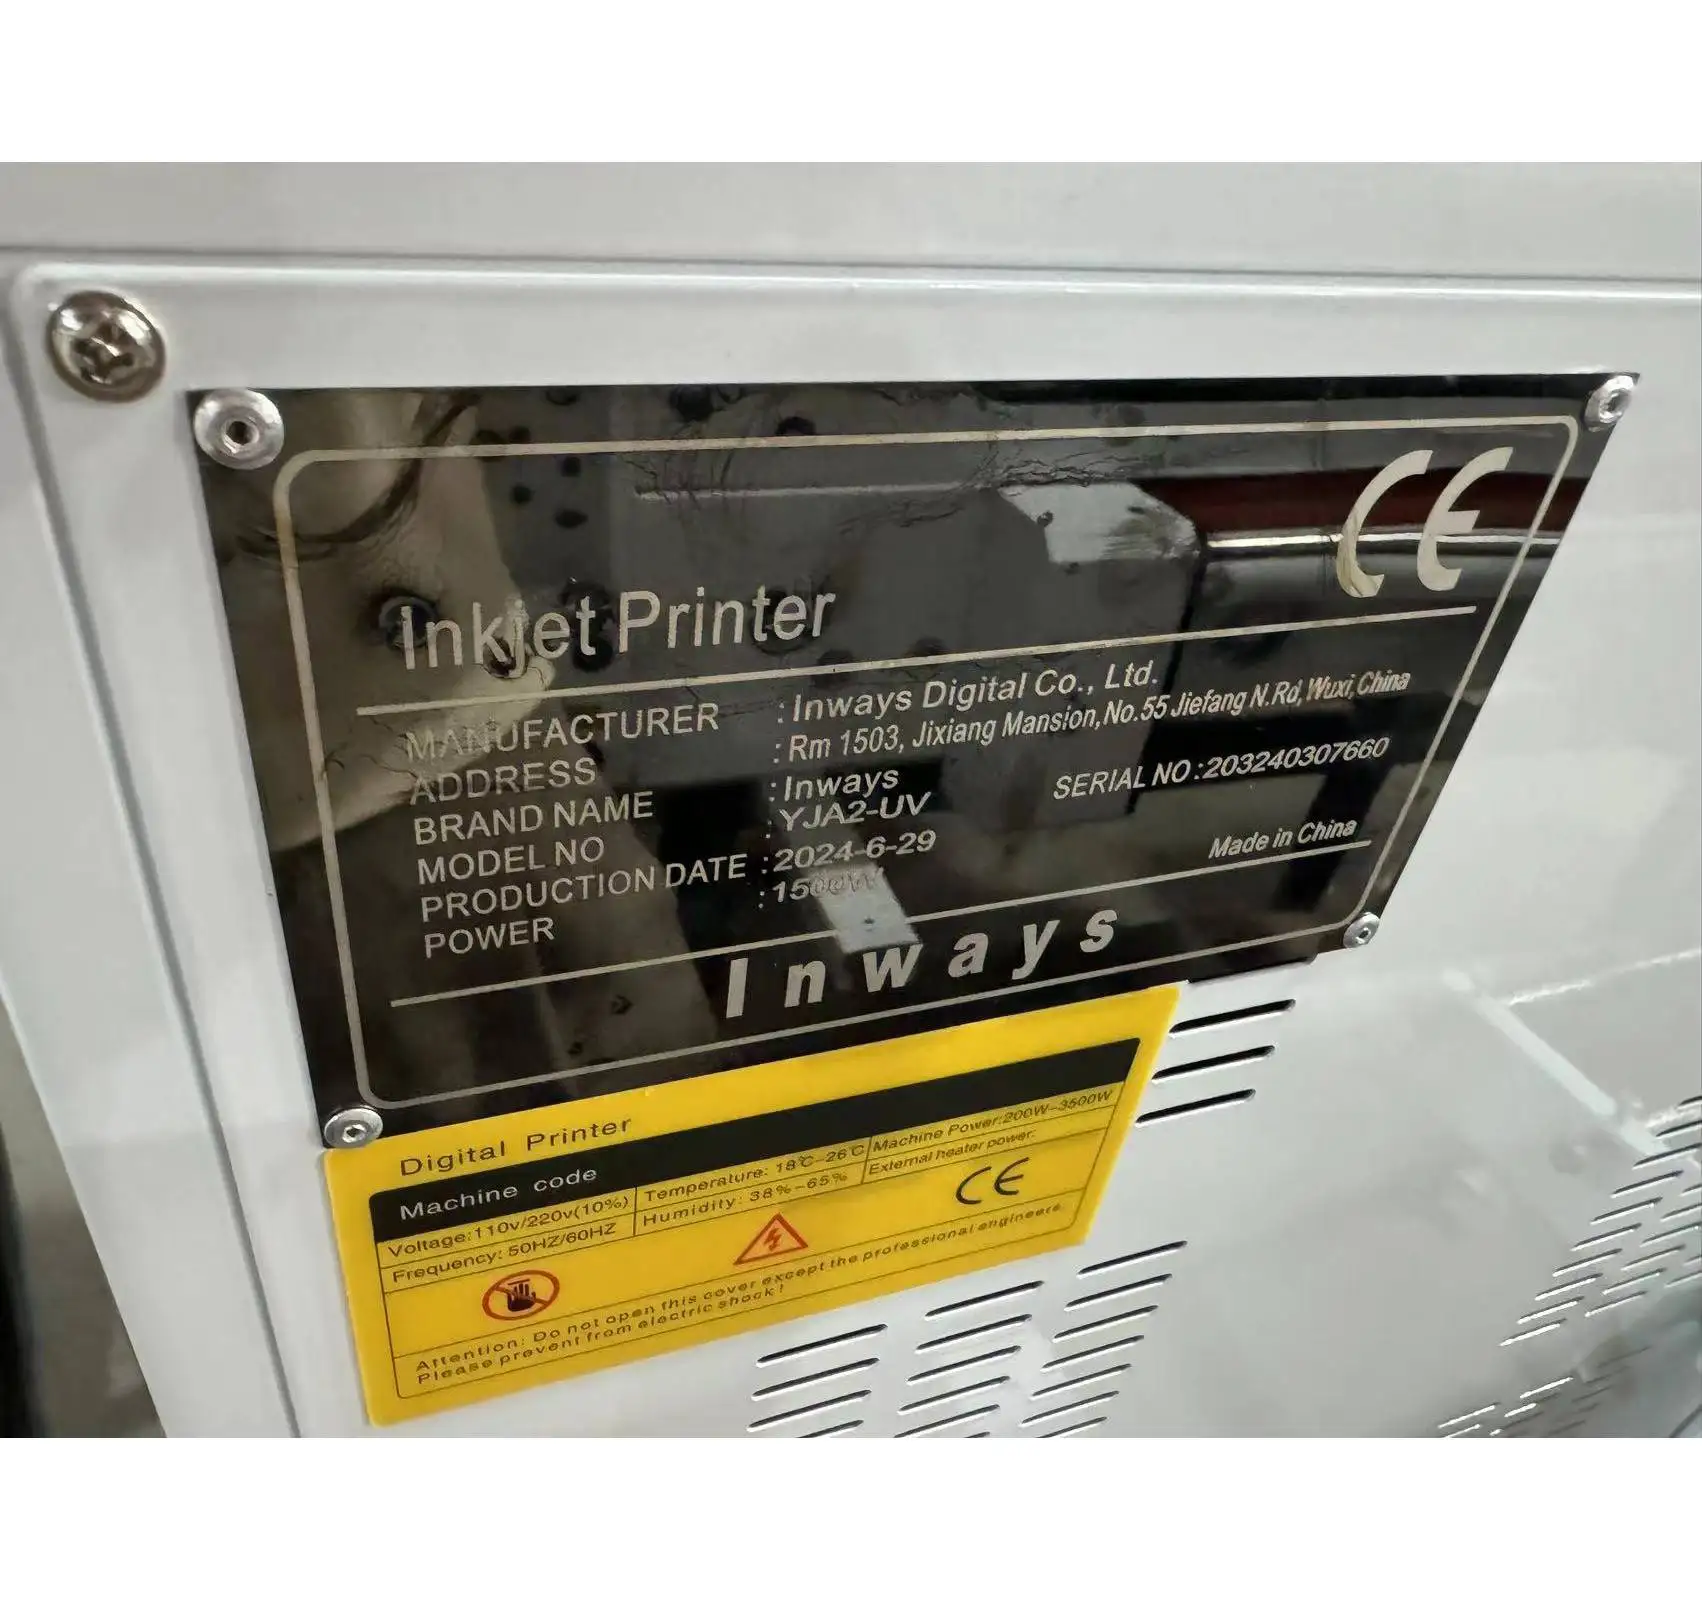 CE
Inkjet Printer
MANUFACTURER : Inways Digital Co., Ltd.
ADDRESS : Rm 1503, Jixiang Mansion, No.55 Jiefang N.Rd, Wuxi, China
BRAND NAME : Inways SERIAL NO : 203240307660
MODEL NO : YJA2-UV
PRODUCTION DATE : 2024-6-29 Made in China
POWER : 1500W
Inways
Digital Printer
Machine code
Voltage: 110v/220v(10%) Temperature: 18℃-26℃ Machine Power: 200W-3500W
Frequency: 50HZ/60HZ Humidity: 38%-65% External heater power:
CE
Attention: Do not open this cover except the professional engineers
Please prevent from electric shock!